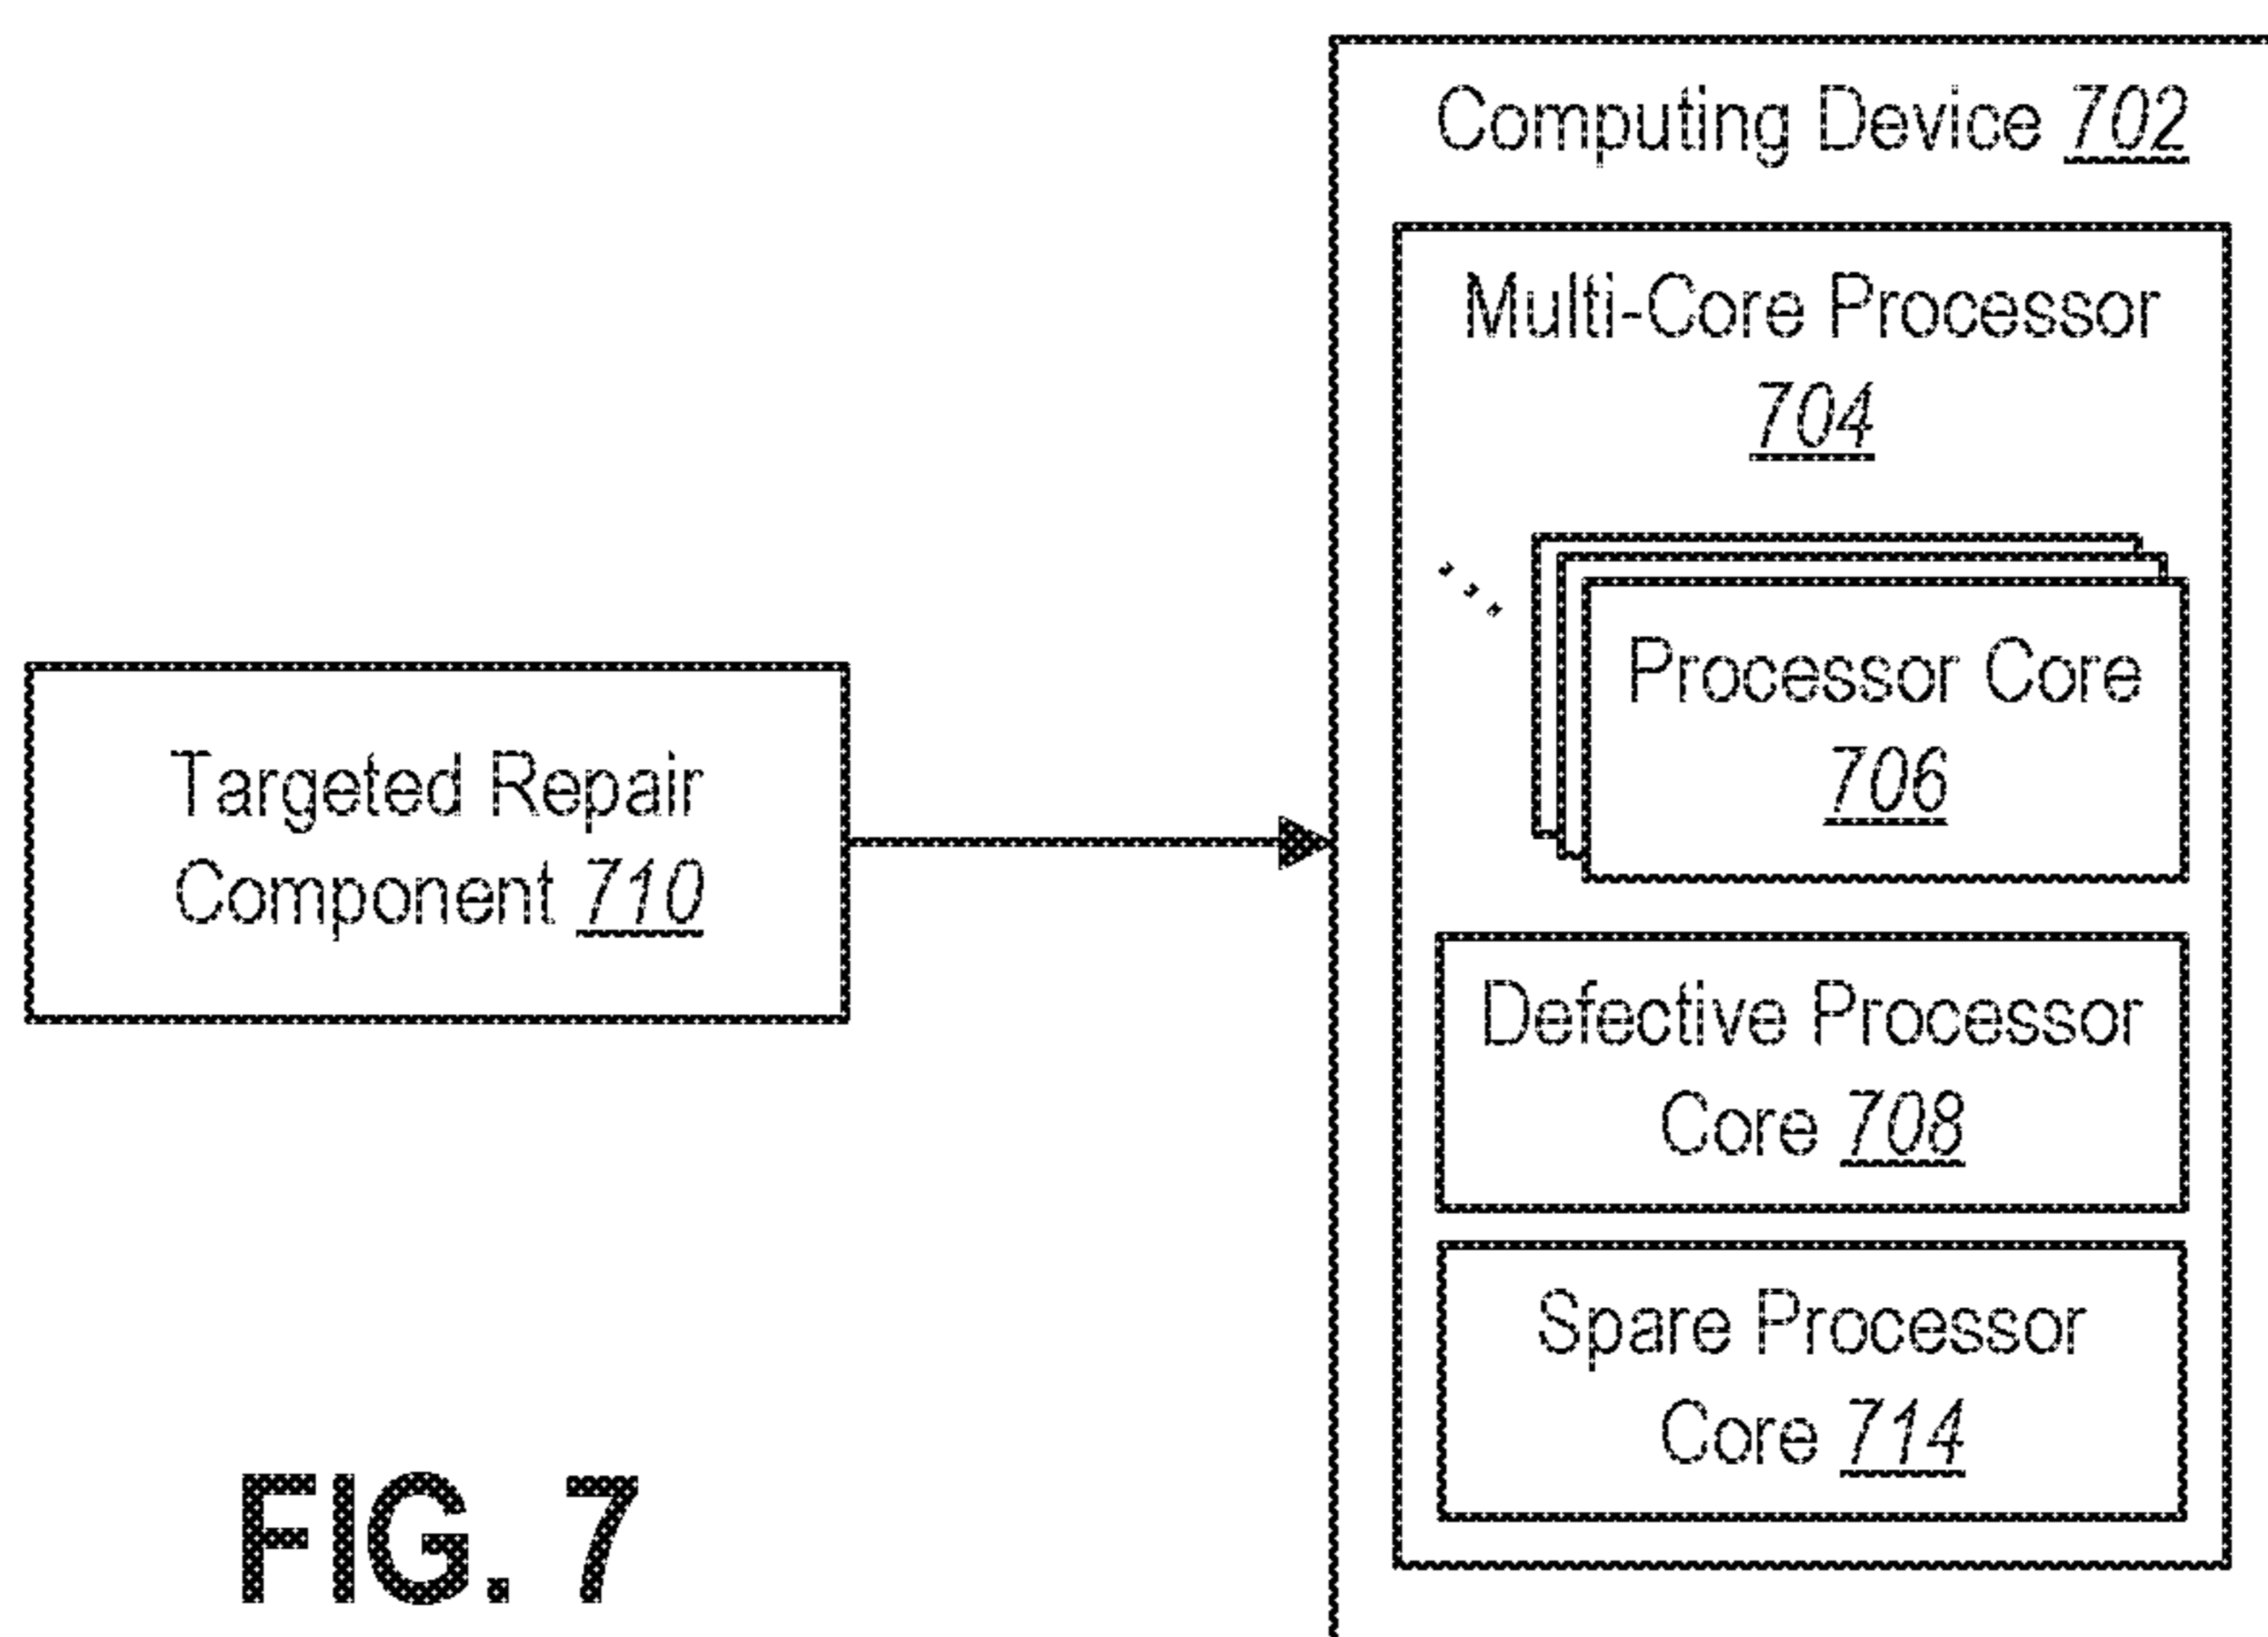 Computing Device 702
Multi-Core Processor
704
Processor Core
706
Targeted Repair
Component 710
Defective Processor
Core 708
Spare Processor
Core 714
FIG. 7